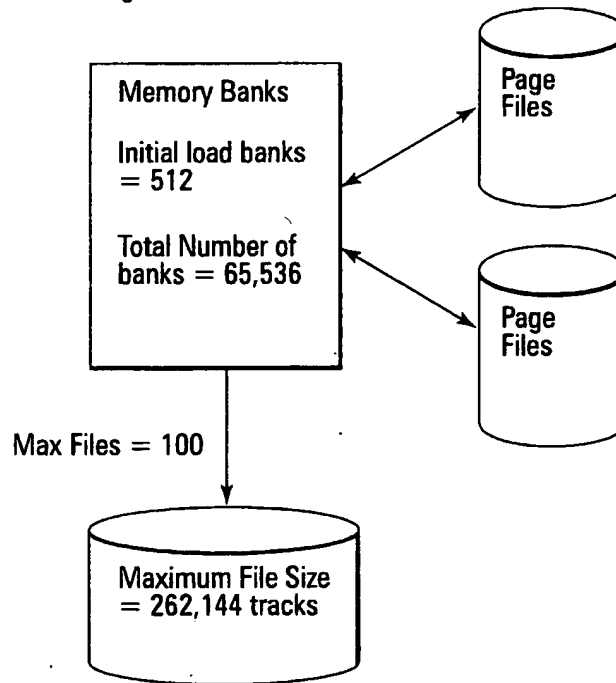 Memory Banks
Initial load banks
= 512
Total Number of
banks = 65,536
Page
Files
Page
Files
Max Files = 100
Maximum File Size
= 262,144 tracks